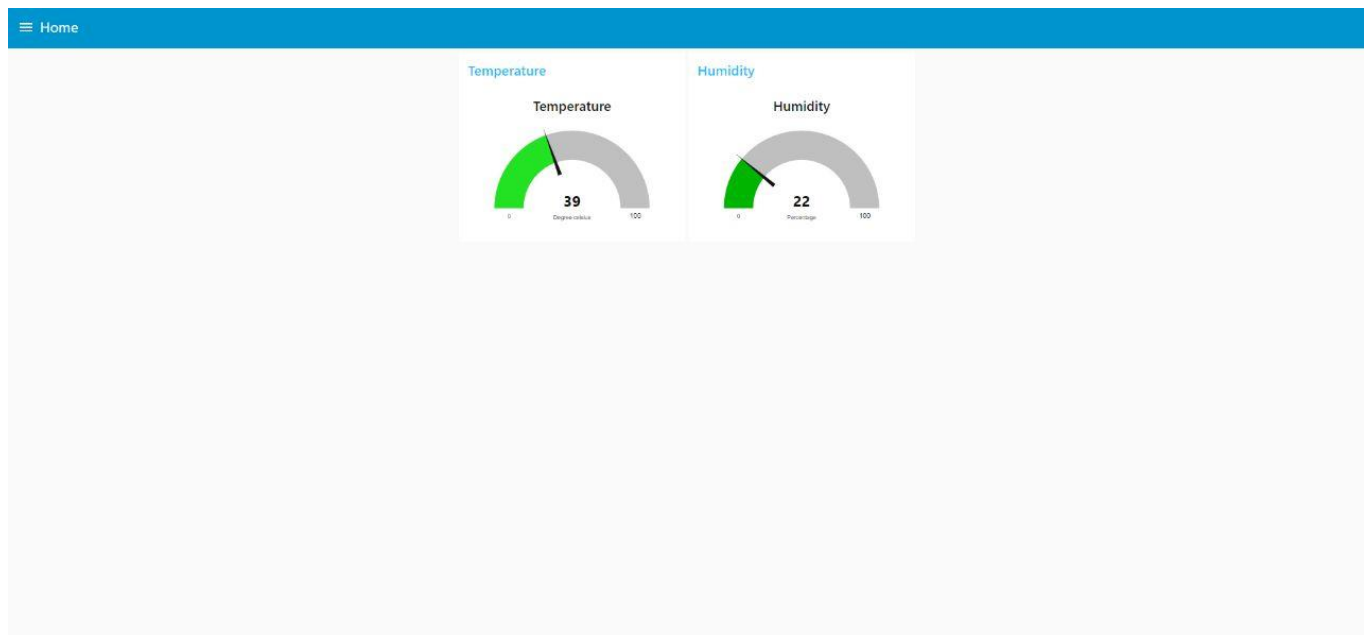 Home
Temperature
Temperature
39
0
Degree celsius
100
Humidity
Humidity
22
0
Percentage
100